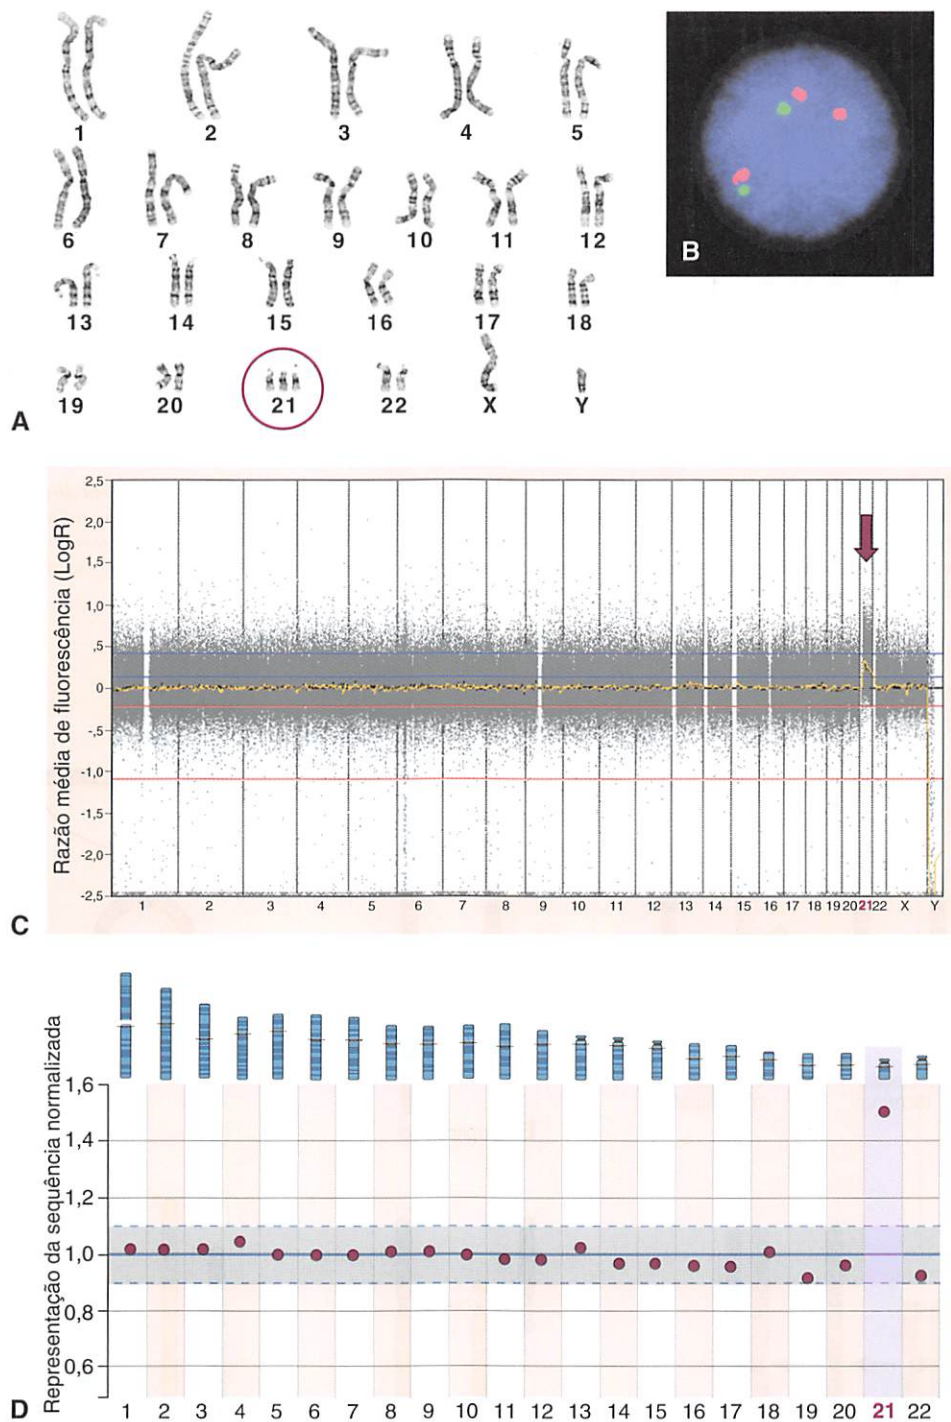 1 2 3 4 5
6 7 8 9 10 11 12
13 14 15 16 17 18
19 20 21 22 X Y
A
B
Razão média de fluorescência (LogR)
2,5
2,0
1,5
1,0
,5
0
-,5
-1,0
-1,5
-2,0
-2,5
1 2 3 4 5 6 7 8 9 10 11 12 13 14 15 16 17 18 19 20 21 22 X Y
C
Representação da sequência normalizada
1,6
1,4
1,2
1,0
0,8
0,6
1 2 3 4 5 6 7 8 9 10 11 12 13 14 15 16 17 18 19 20 21 22
D